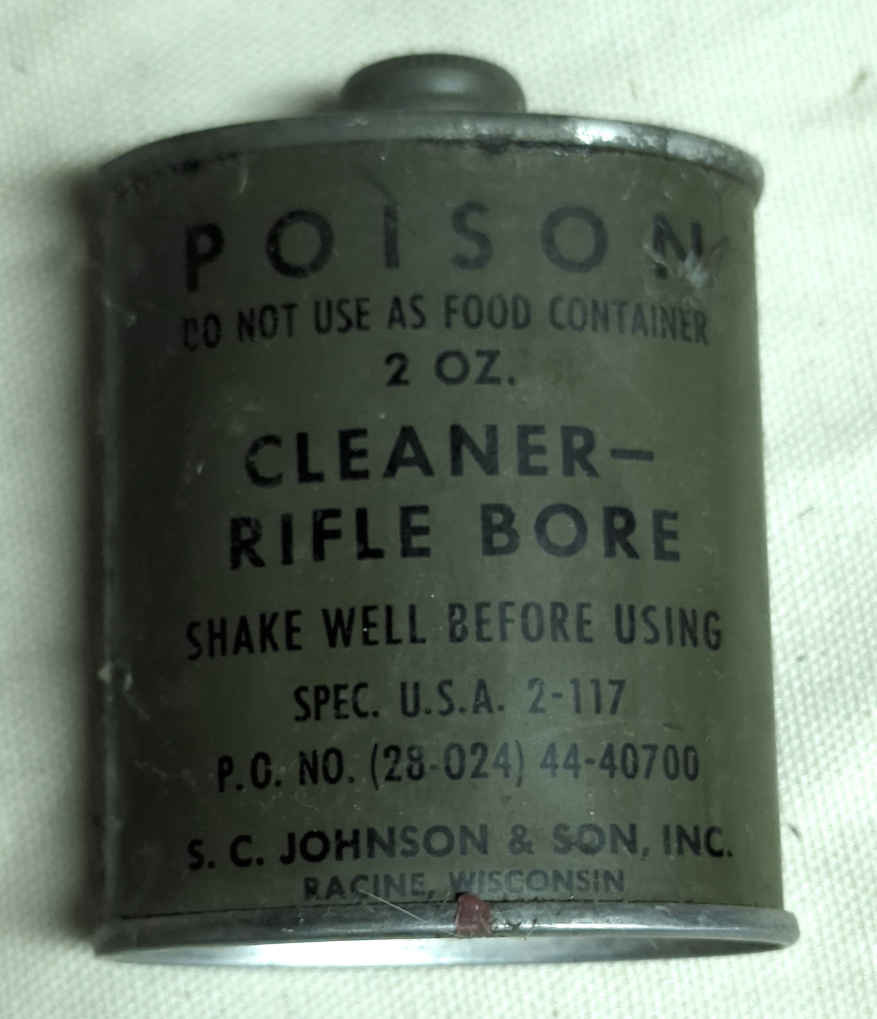 POISON
DO NOT USE AS FOOD CONTAINER
2 OZ.
CLEANER—
RIFLE BORE
SHAKE WELL BEFORE USING
SPEC. U.S.A. 2-117
P.O. NO. (28-024) 44-40700
S. C. JOHNSON & SON, INC.
RACINE, WISCONSIN